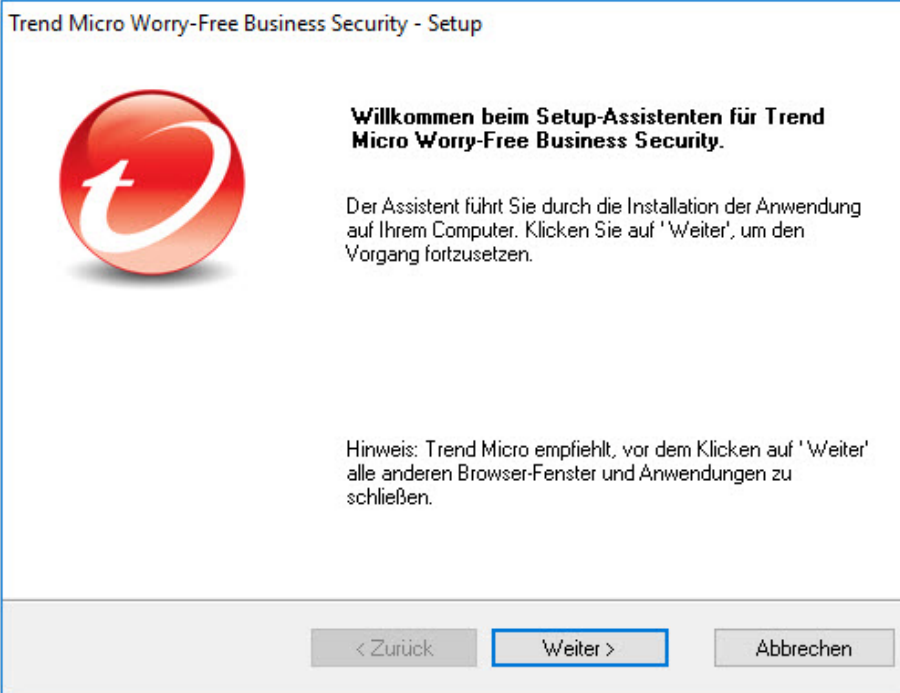 Trend Micro Worry-Free Business Security - Setup
Willkommen beim Setup-Assistenten für Trend
Micro Worry-Free Business Security.
Der Assistent führt Sie durch die Installation der Anwendung
auf Ihrem Computer. Klicken Sie auf 'Weiter', um den
Vorgang fortzusetzen.
Hinweis: Trend Micro empfiehlt, vor dem Klicken auf 'Weiter'
alle anderen Browser-Fenster und Anwendungen zu
schließen.
< Zurück Weiter > Abbrechen